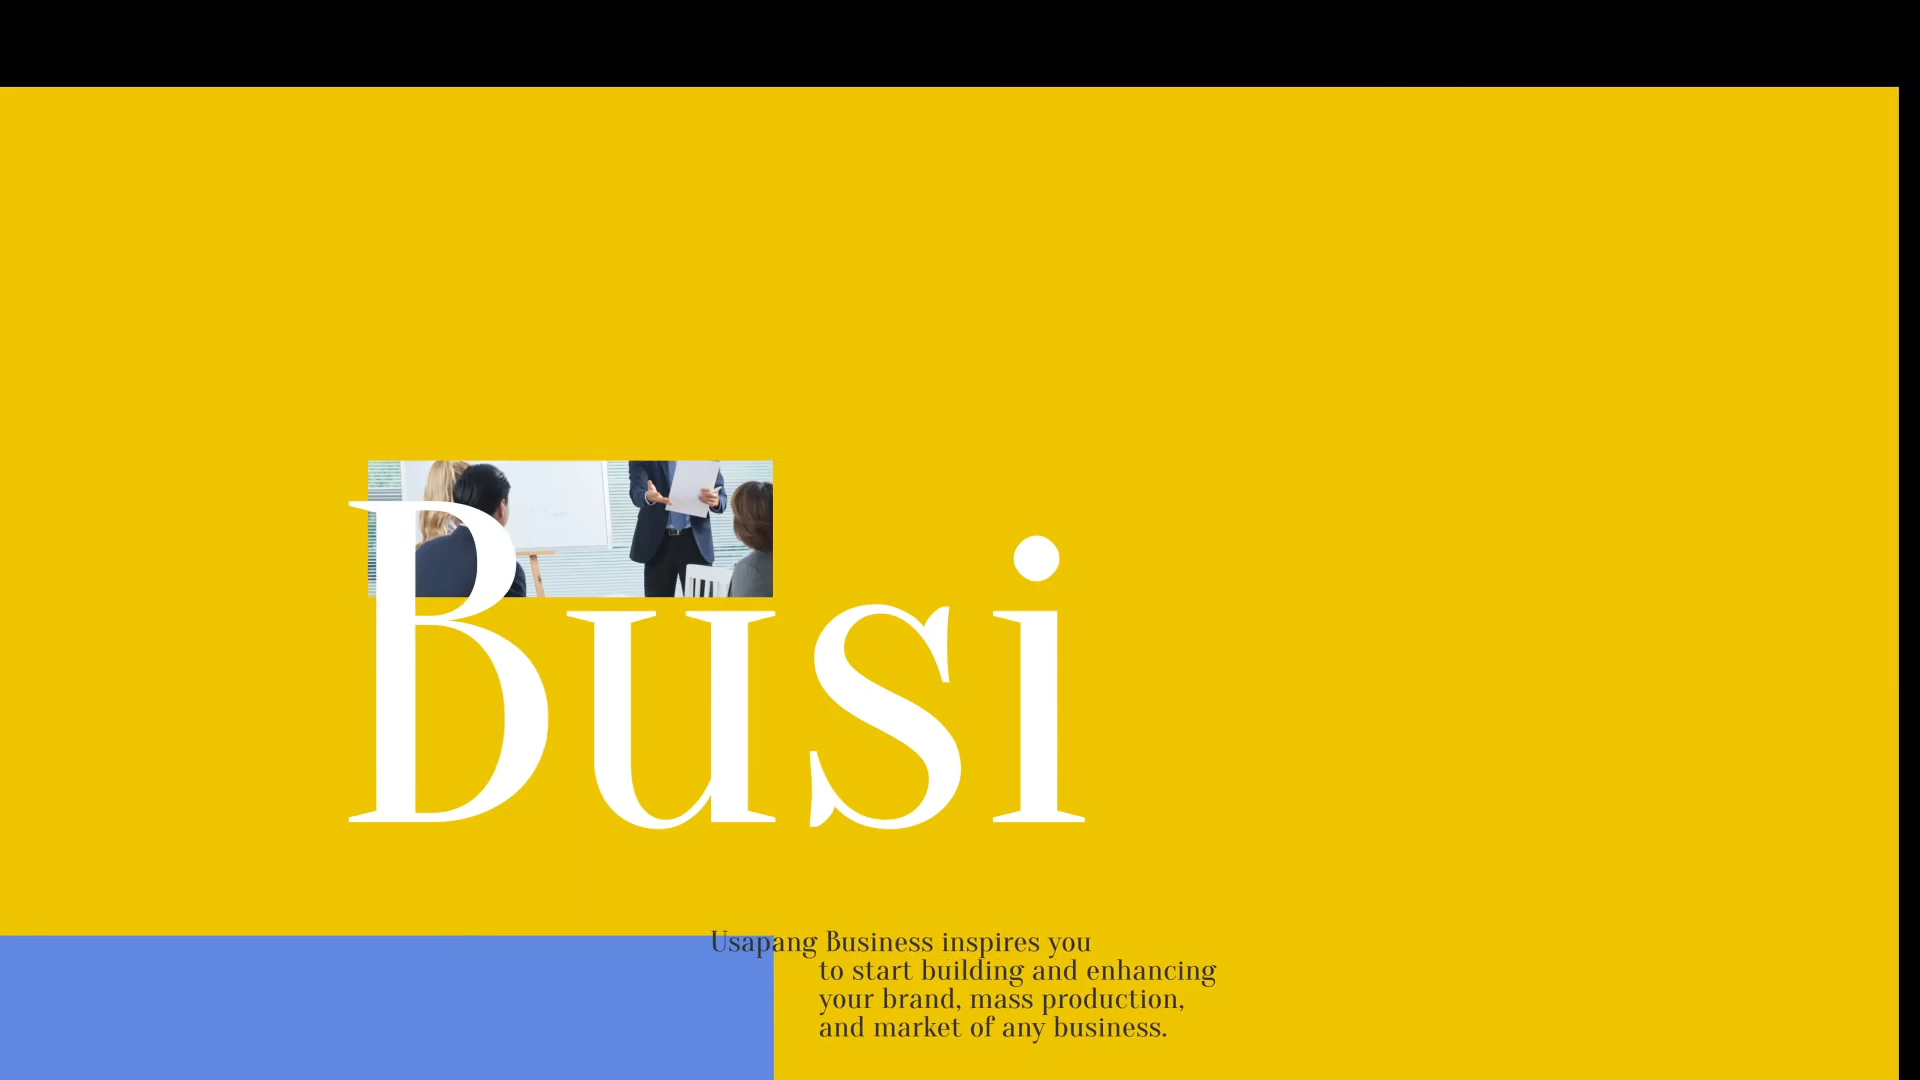 Busi
Usapang Business inspires you
to start building and enhancing
your brand, mass production,
and market of any business.